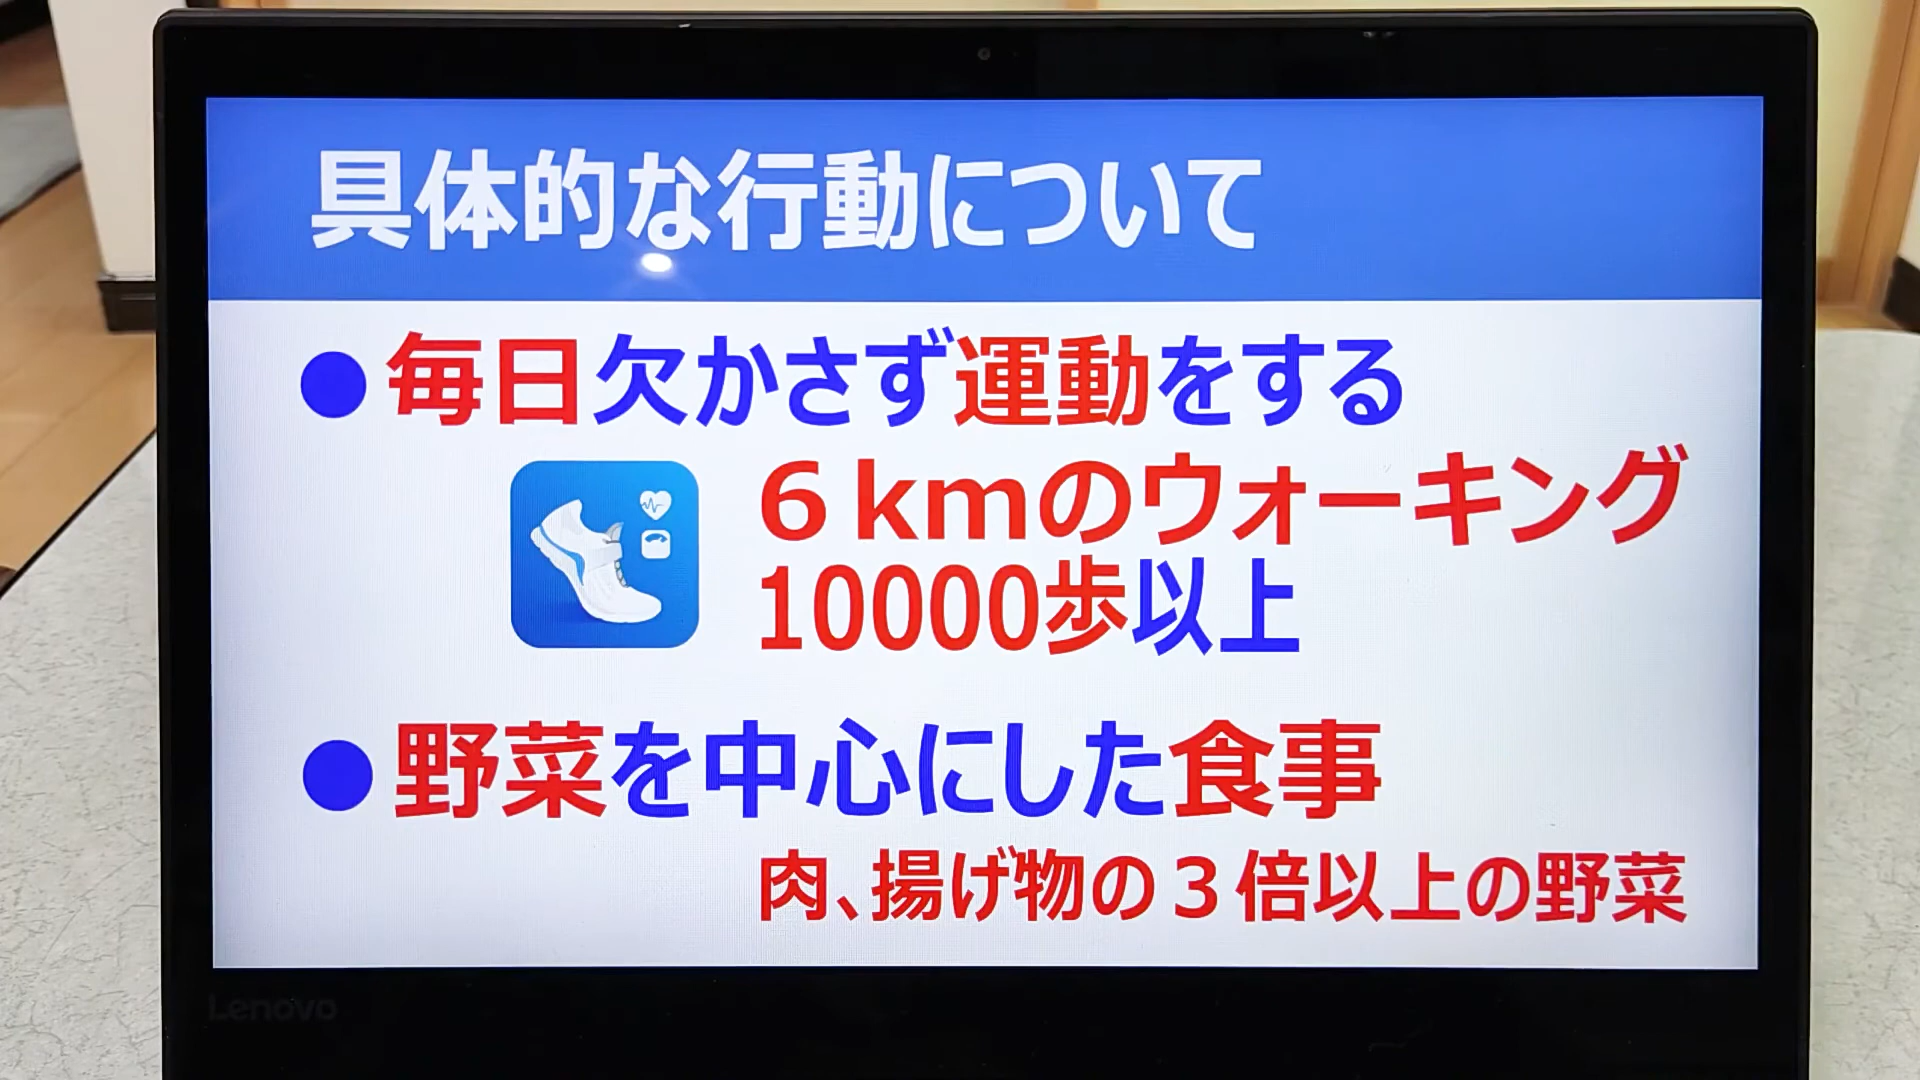 具体的な行動について
●毎日欠かさず運動をする
6kmのウォーキング
10000歩以上
●野菜を中心にした食事
肉、揚げ物の3倍以上の野菜
Lenovo